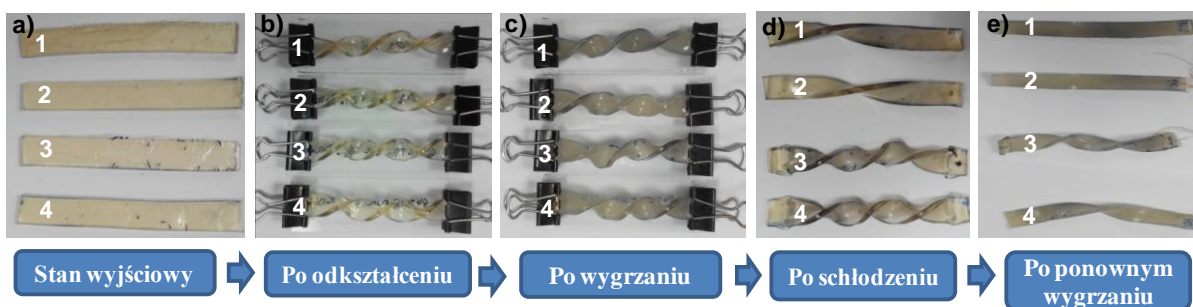 a)
1
2
3
4
b)
1
2
3
4
c)
1
2
3
4
d)
1
2
3
4
e)
1
2
3
4
Stan wyjściowy
Po odkształceniu
Po wygrzaniu
Po schłodzeniu
Po ponownym
wygrzaniu